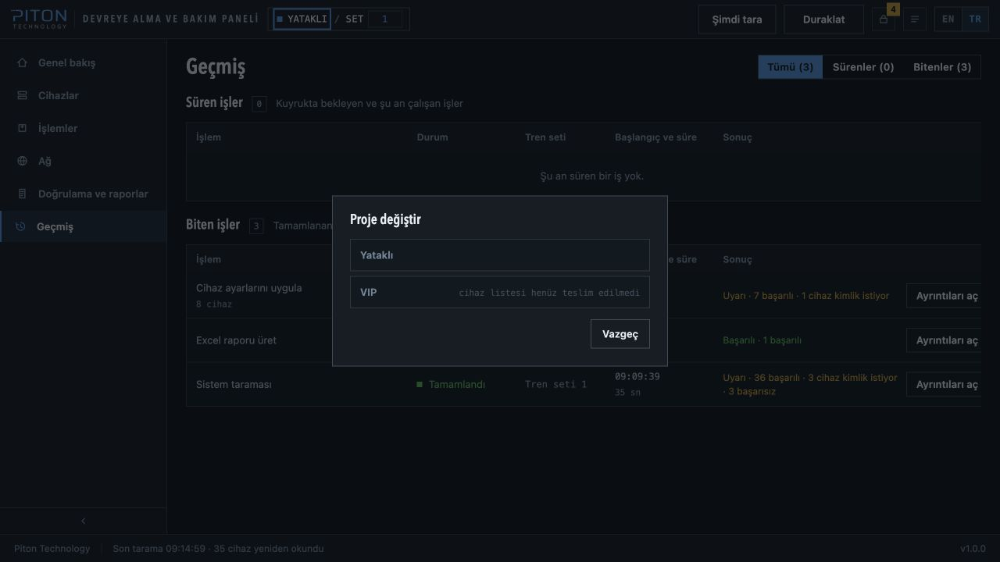 PITON
TECHNOLOGY
DEVREYE ALMA VE BAKIM PANELİ
YATAKLI / SET 1
Şimdi tara
Duraklat
4
EN
TR
Genel bakış
Cihazlar
İşlemler
Ağ
Doğrulama ve raporlar
Geçmiş
Geçmiş
Tümü (3)
Sürenler (0)
Bitenler (3)
Süren işler 0 Kuyrukta bekleyen ve şu an çalışan işler
İşlem Durum Tren seti Başlangıç ve süre Sonuç
Şu an süren bir iş yok.
Biten işler 3 Tamamlanan
İşlem e süre Sonuç
Cihaz ayarlarını uygula
8 cihaz
Uyarı · 7 başarılı · 1 cihaz kimlik istiyor
Ayrıntıları aç
Excel raporu üret
Başarılı · 1 başarılı
Ayrıntıları aç
Sistem taraması
Tamamlandı
Tren seti 1
09:09:39
35 sn
Uyarı · 36 başarılı · 3 cihaz kimlik istiyor
· 3 başarısız
Ayrıntıları aç
Proje değiştir
Yataklı
VIP cihaz listesi henüz teslim edilmedi
Vazgeç
Piton Technology
Son tarama 09:14:59 · 35 cihaz yeniden okundu
v1.0.0